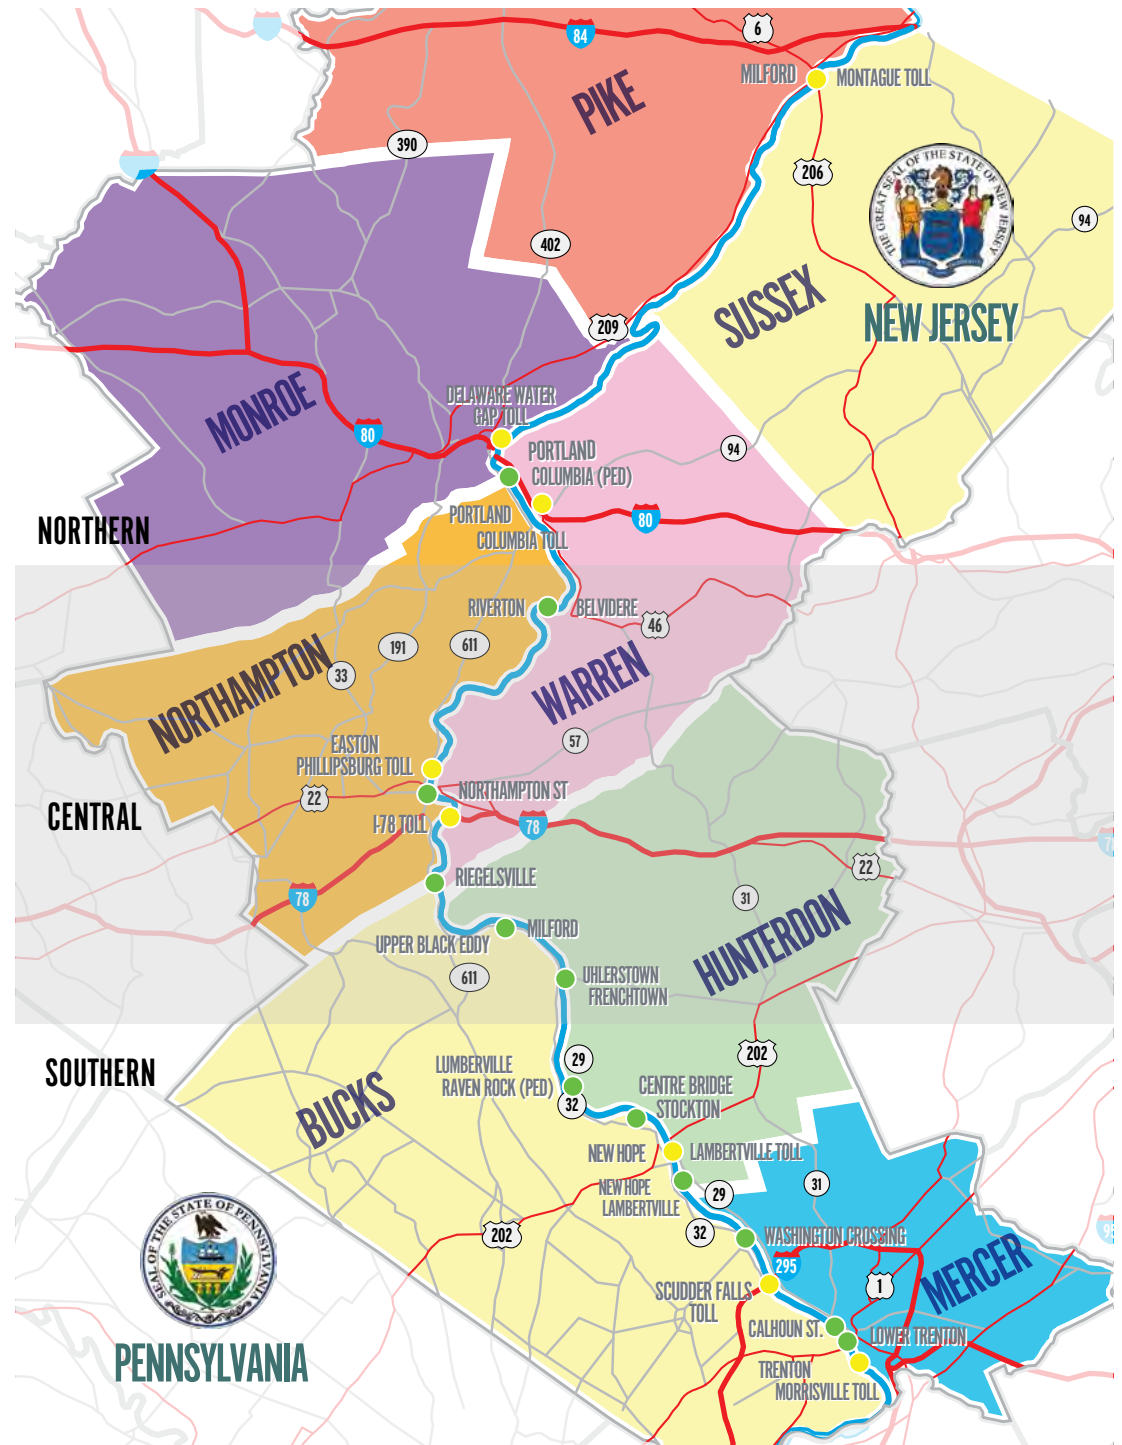 84
6
MILFORD
MONTAGUE TOLL
PIKE
390
206
THE GREAT SEAL OF THE STATE OF NEW JERSEY
94
402
SUSSEX
NEW JERSEY
209
MONROE
DELAWARE WATER
GAP TOLL
80
94
PORTLAND
COLUMBIA (PED)
PORTLAND
COLUMBIA TOLL
80
NORTHERN
RIVERTON
BELVIDERE
46
191
611
33
NORTHAMPTON
WARREN
57
EASTON
PHILLIPSBURG TOLL
22
NORTHAMPTON ST
CENTRAL
I-78 TOLL
78
22
RIEGELSVILLE
78
31
HUNTERDON
MILFORD
UPPER BLACK EDDY
611
UHLERSTOWN
FRENCHTOWN
SOUTHERN
29
202
LUMBERVILLE
RAVEN ROCK (PED)
CENTRE BRIDGE
STOCKTON
32
BUCKS
NEW HOPE
LAMBERTVILLE TOLL
NEW HOPE
LAMBERTVILLE
29
31
SEAL OF THE STATE OF PENNSYLVANIA
202
32
WASHINGTON CROSSING
95
295
MERCER
1
SCUDDER FALLS
TOLL
CALHOUN ST.
LOWER TRENTON
PENNSYLVANIA
TRENTON
MORRISVILLE TOLL